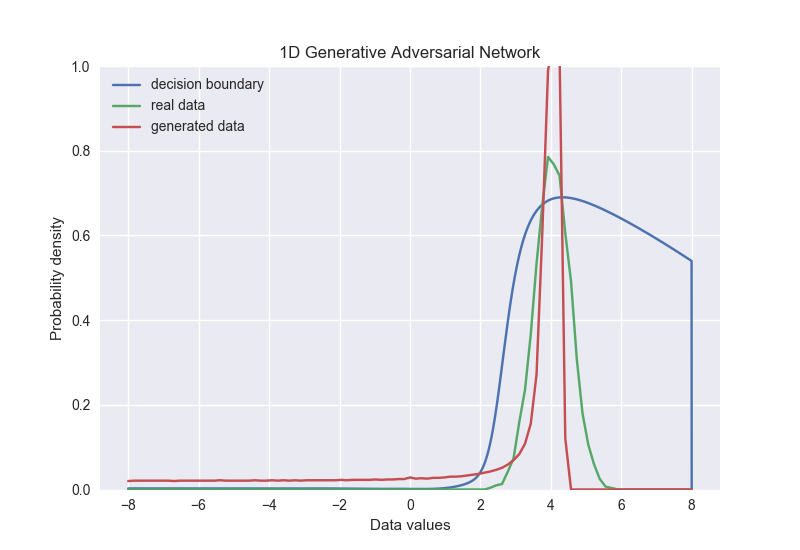 1D Generative Adversarial Network
1.0
0.8
0.6
0.4
0.2
0.0
Probability density
decision boundary
real data
generated data
−8
−6
−4
−2
0
2
4
6
8
Data values